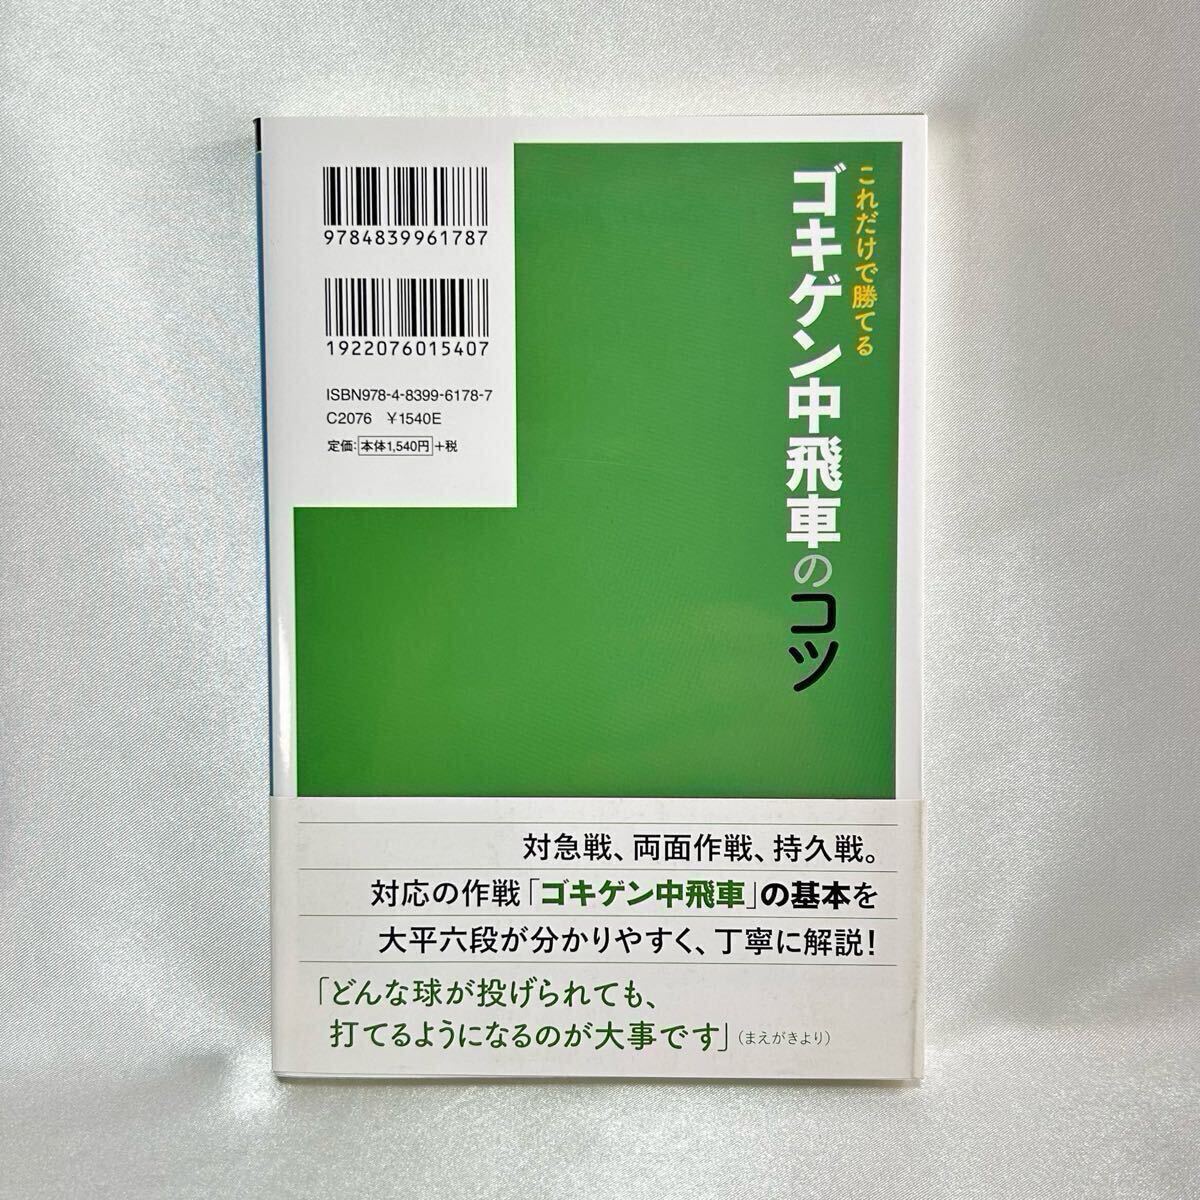 これだけで勝てる
ゴキゲン中飛車のコツ
9784839961787
1922076015407
ISBN978-4-8399-6178-7
C2076 ¥1540E
定価:本体1,540円+税
対急戦、両面作戦、持久戦。
対応の作戦「ゴキゲン中飛車」の基本を
大平六段が分かりやすく、丁寧に解説!
「どんな球が投げられても、
打てるようになるのが大事です」(まえがきより)